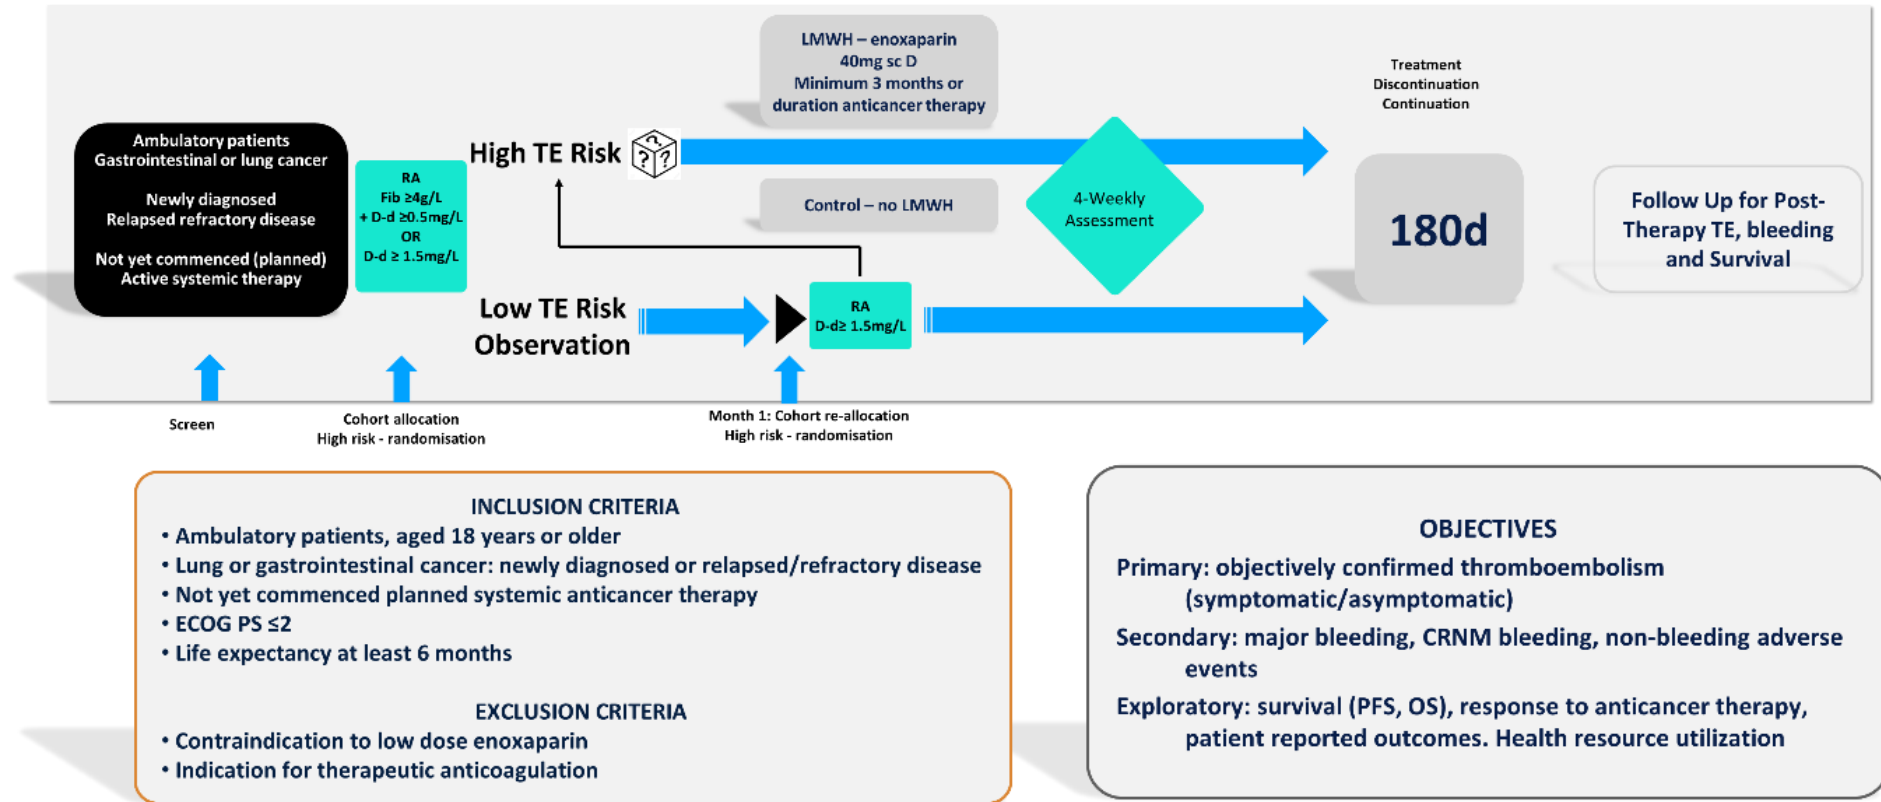 LMWH – enoxaparin
40mg sc D
Minimum 3 months or
duration anticancer therapy
Treatment
Discontinuation
Continuation
Ambulatory patients
Gastrointestinal or lung cancer
Newly diagnosed
Relapsed refractory disease
Not yet commenced (planned)
Active systemic therapy
RA
Fib ≥4g/L
+ D-d ≥0.5mg/L
OR
D-d ≥ 1.5mg/L
High TE Risk
? ? ?
Control – no LMWH
4-Weekly
Assessment
180d
Follow Up for Post-
Therapy TE, bleeding
and Survival
Low TE Risk
Observation
RA
D-d≥ 1.5mg/L
Screen
Cohort allocation
High risk - randomisation
Month 1: Cohort re-allocation
High risk - randomisation
INCLUSION CRITERIA
• Ambulatory patients, aged 18 years or older
• Lung or gastrointestinal cancer: newly diagnosed or relapsed/refractory disease
• Not yet commenced planned systemic anticancer therapy
• ECOG PS ≤2
• Life expectancy at least 6 months
EXCLUSION CRITERIA
• Contraindication to low dose enoxaparin
• Indication for therapeutic anticoagulation
OBJECTIVES
Primary: objectively confirmed thromboembolism
(symptomatic/asymptomatic)
Secondary: major bleeding, CRNM bleeding, non-bleeding adverse
events
Exploratory: survival (PFS, OS), response to anticancer therapy,
patient reported outcomes. Health resource utilization